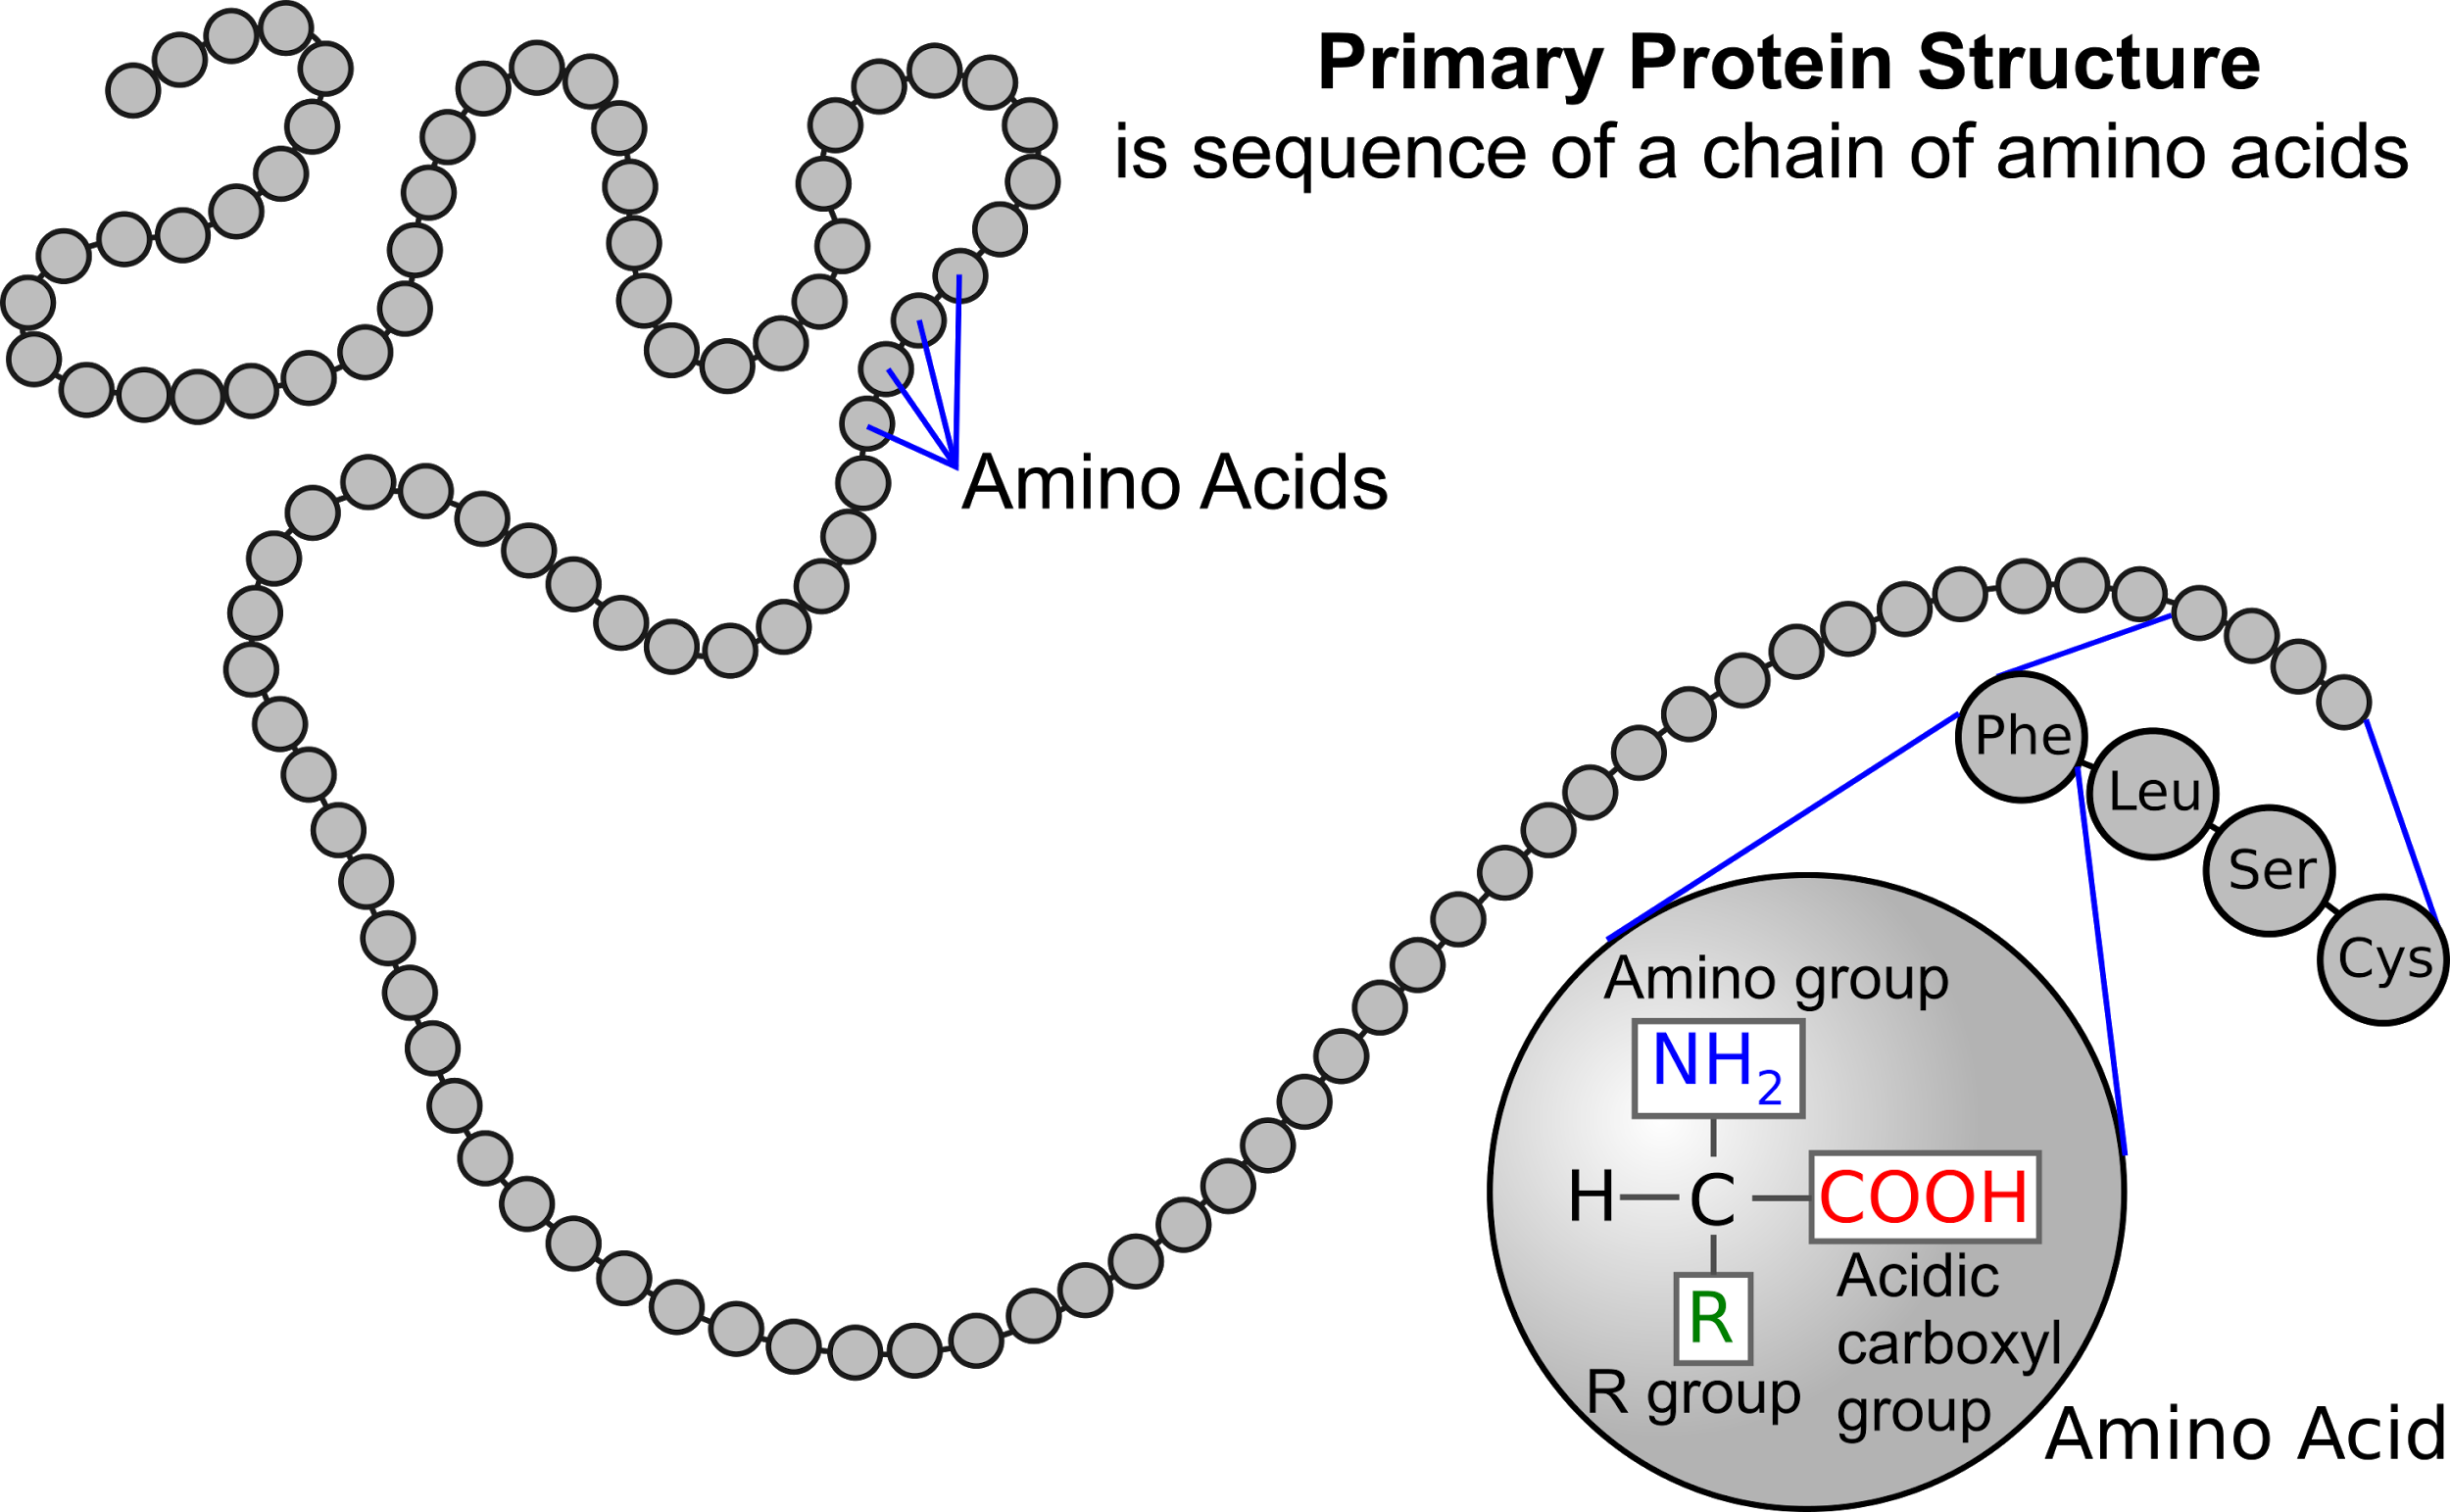 Primary Protein Structure
is sequence of a chain of amino acids
Amino Acids
Phe
Leu
Ser
Cys
Amino group
NH2
H C COOH
R
R group
Acidic
carboxyl
group
Amino Acid